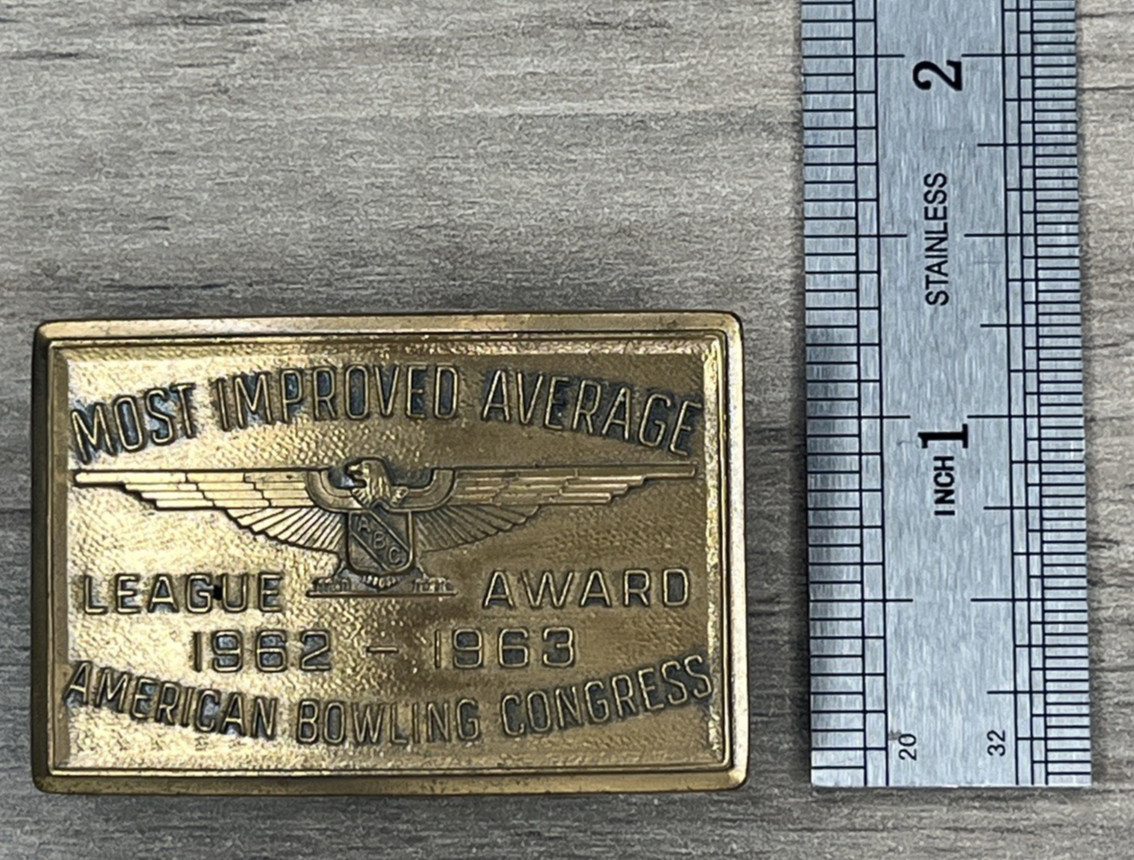 MOST IMPROVED AVERAGE
ABC
LEAGUE AWARD
1962 - 1963
AMERICAN BOWLING CONGRESS
2
STAINLESS
INCH 1
20
32